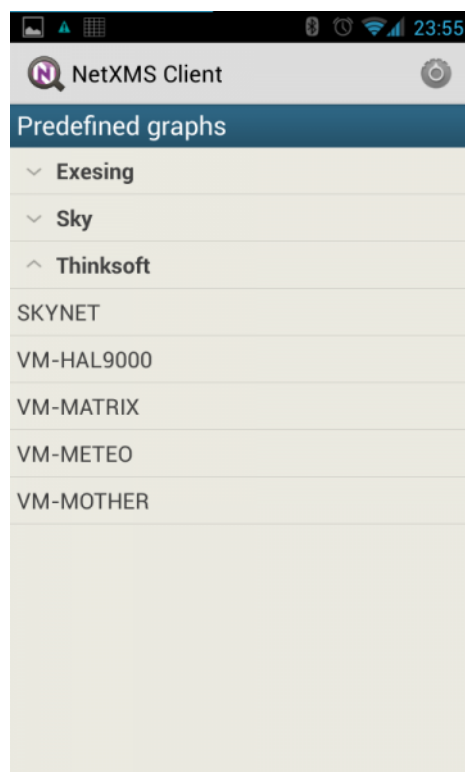 23:55
NetXMS Client
Predefined graphs
Exesing
Sky
Thinksoft
SKYNET
VM-HAL9000
VM-MATRIX
VM-METEO
VM-MOTHER